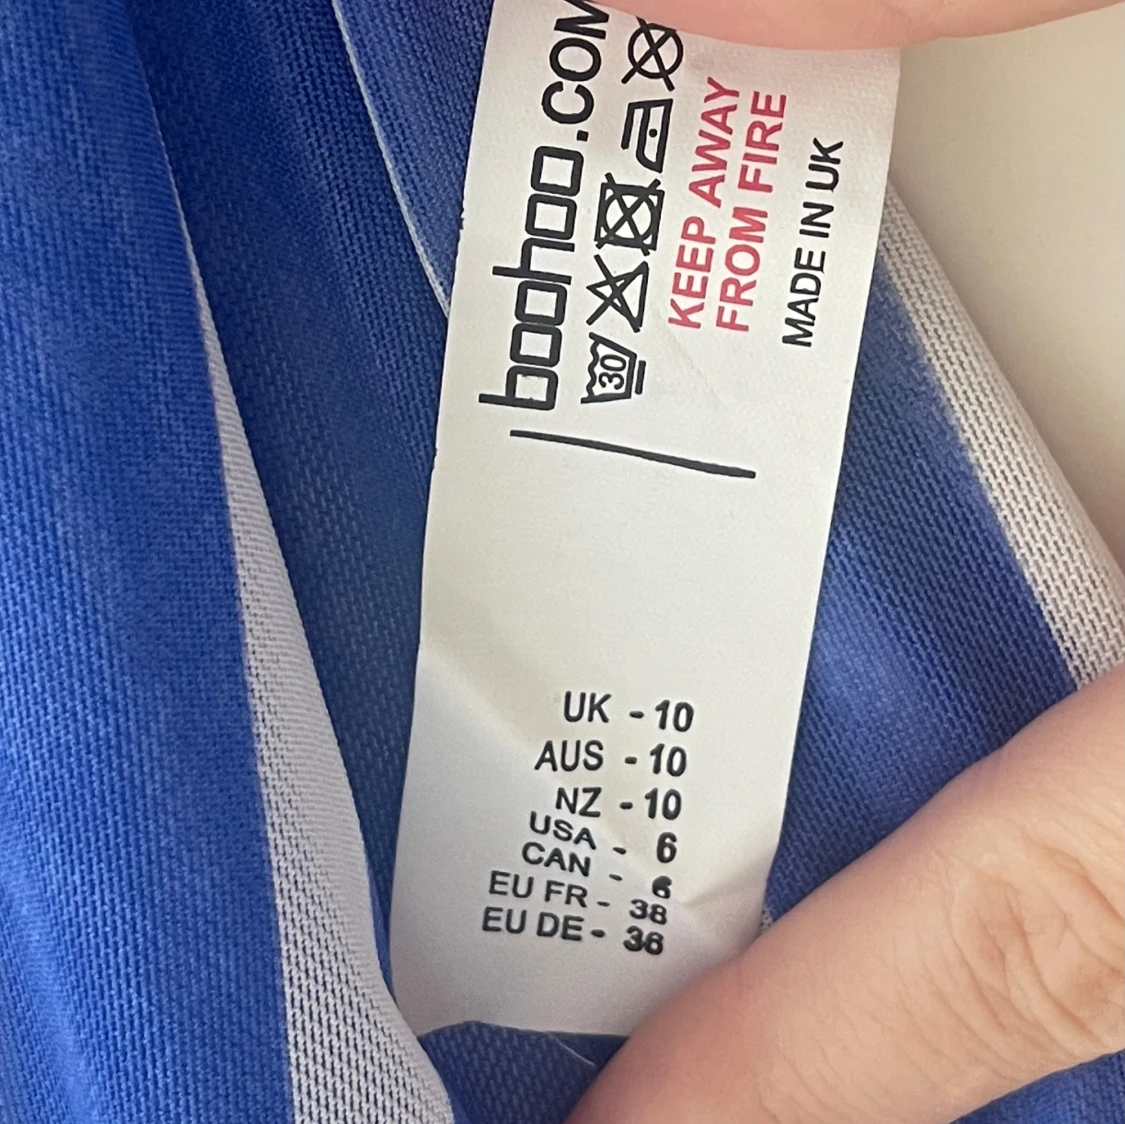 boohoo.COM
30
KEEP AWAY
FROM FIRE
MADE IN UK
UK - 10
AUS - 10
NZ - 10
USA - 6
CAN - 6
EU FR - 38
EU DE - 36